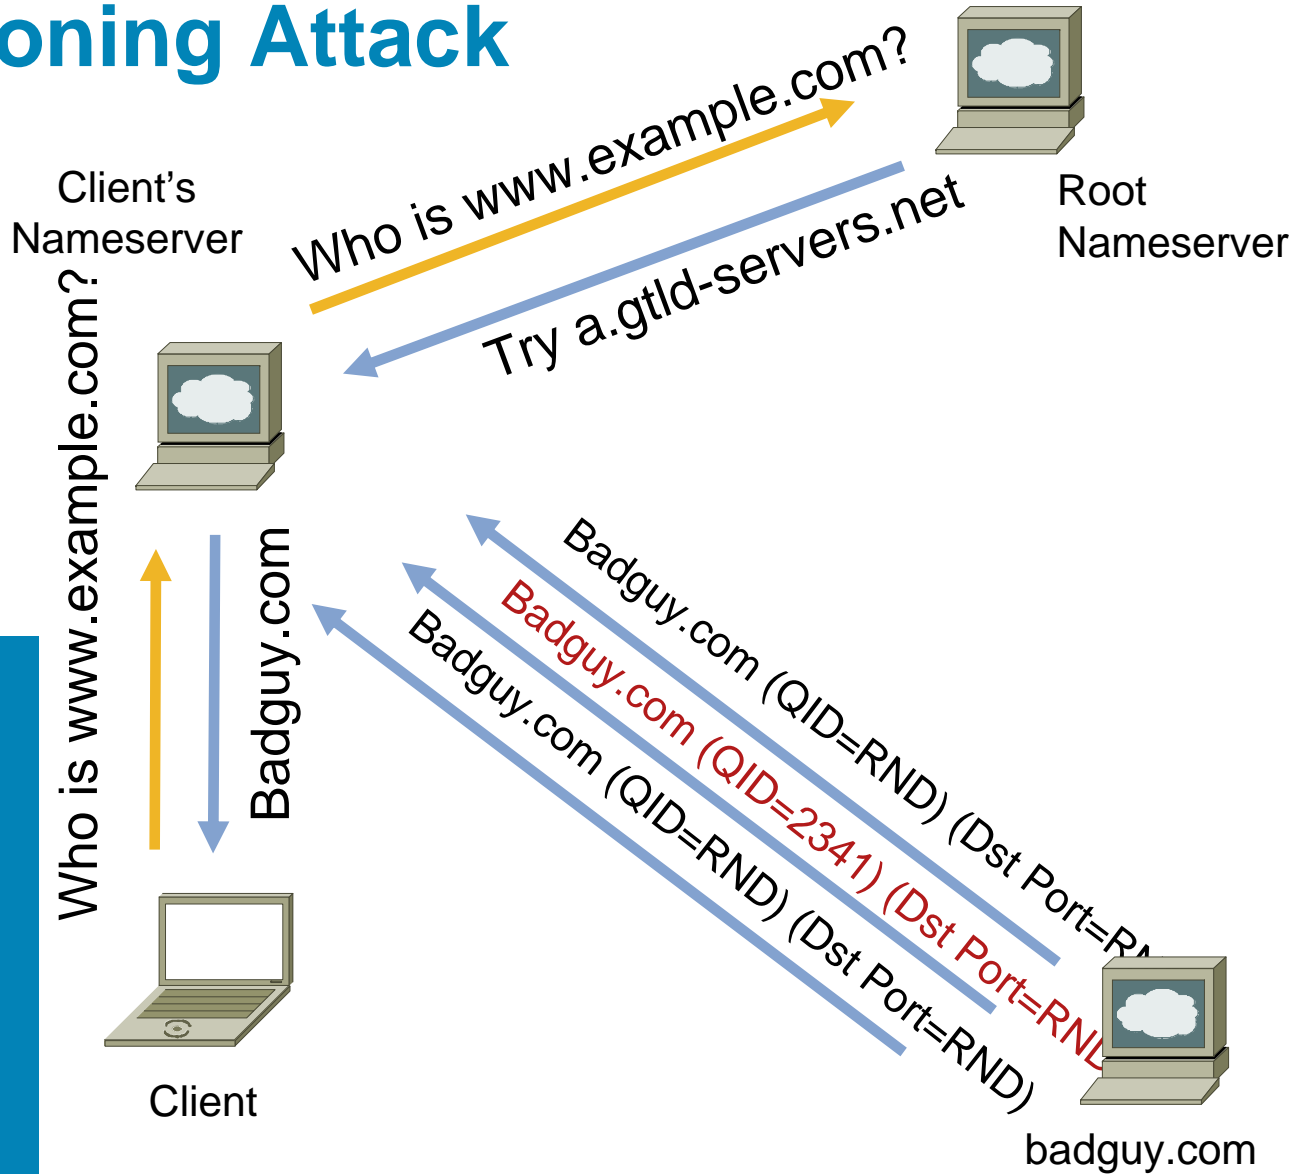 oning Attack
Who is www.example.com?
Client's
Nameserver
Root
Nameserver
Try a.gtld-servers.net
Who is www.example.com?
Badguy.com
Badguy.com (QID=RND) (Dst Port=RN
Badguy.com (QID=2341) (Dst Port=RND
Badguy.com (QID=RND) (Dst Port=RND)
Client
badguy.com